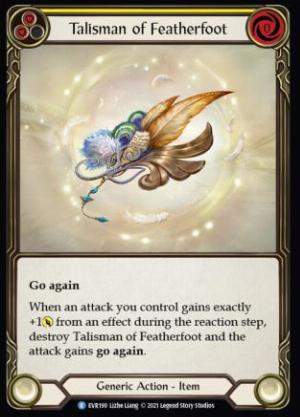 Talisman of Featherfoot
0
Go again
When an attack you control gains exactly
+1 from an effect during the reaction step,
destroy Talisman of Featherfoot and the
attack gains go again.
Generic Action - Item
EVR190 Lizhe Liang © 2021 Legend Story Studios